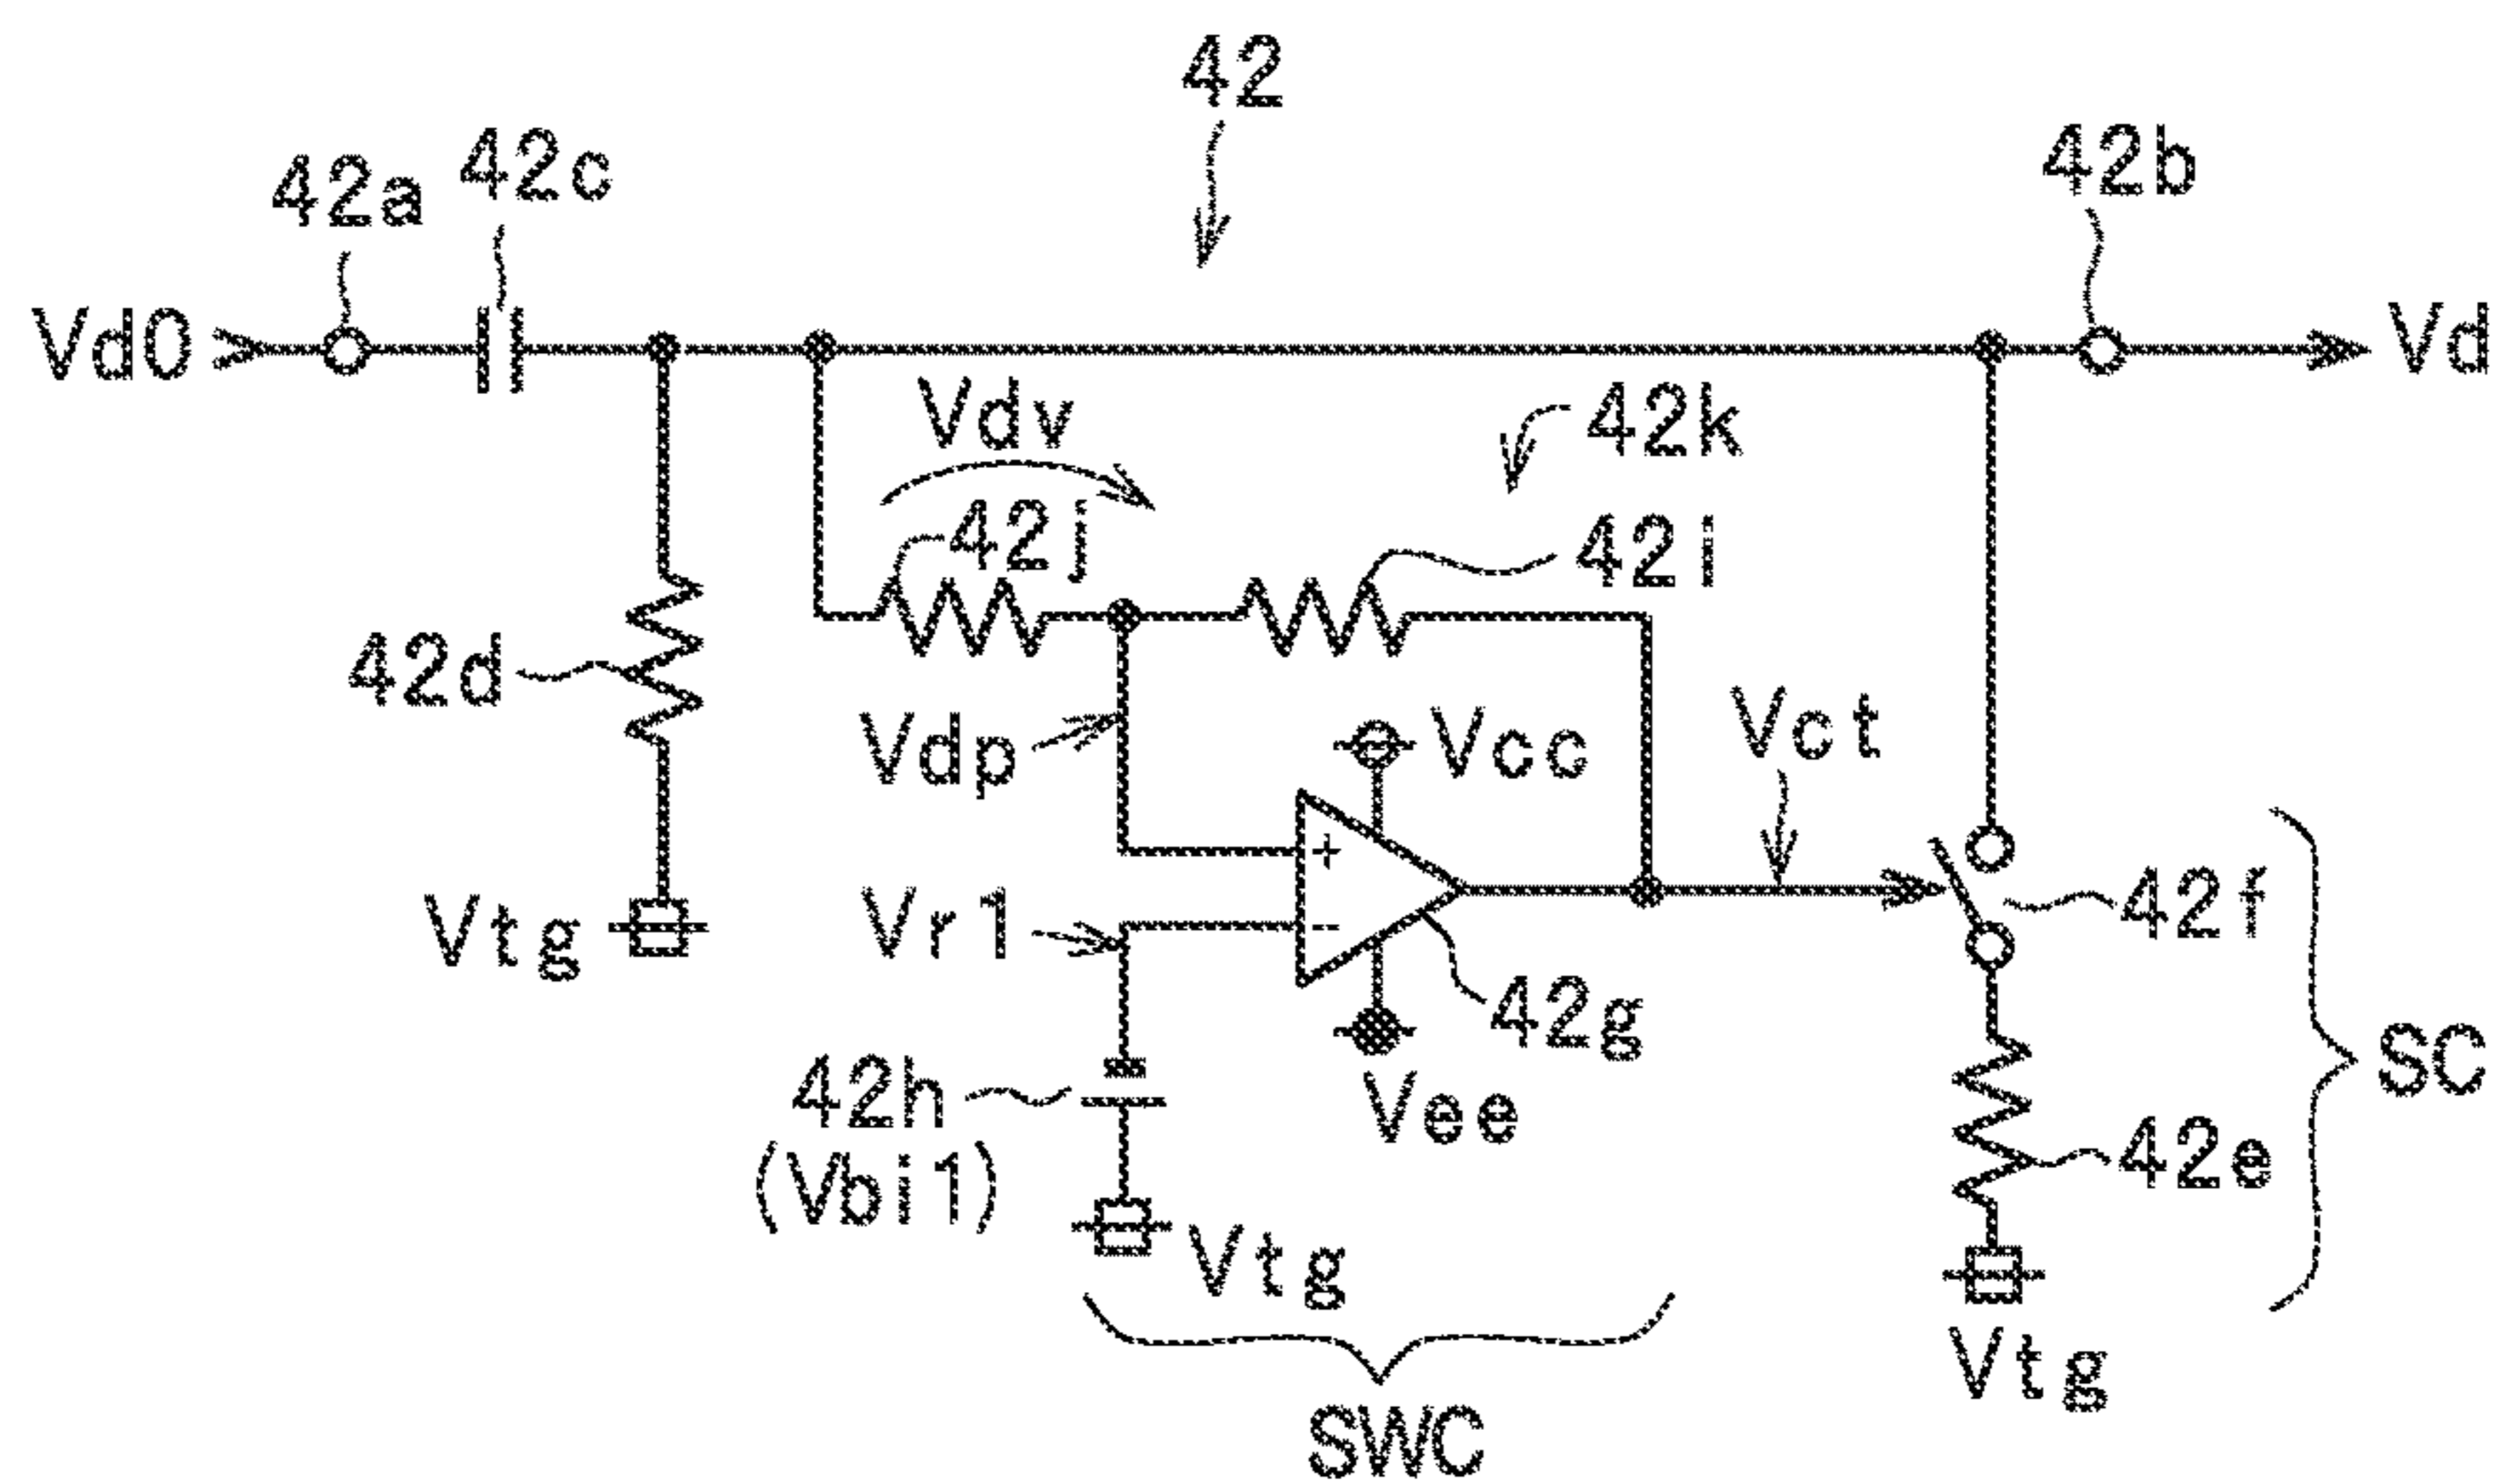 42
42a
42c
42b
Vd0
Vd
Vdv
42k
42j
42i
42d
Vdp
Vcc
Vct
+
Vr1
-
42f
Vtg
42g
SC
42h
(Vbi1)
Vee
42e
Vtg
Vtg
SWC